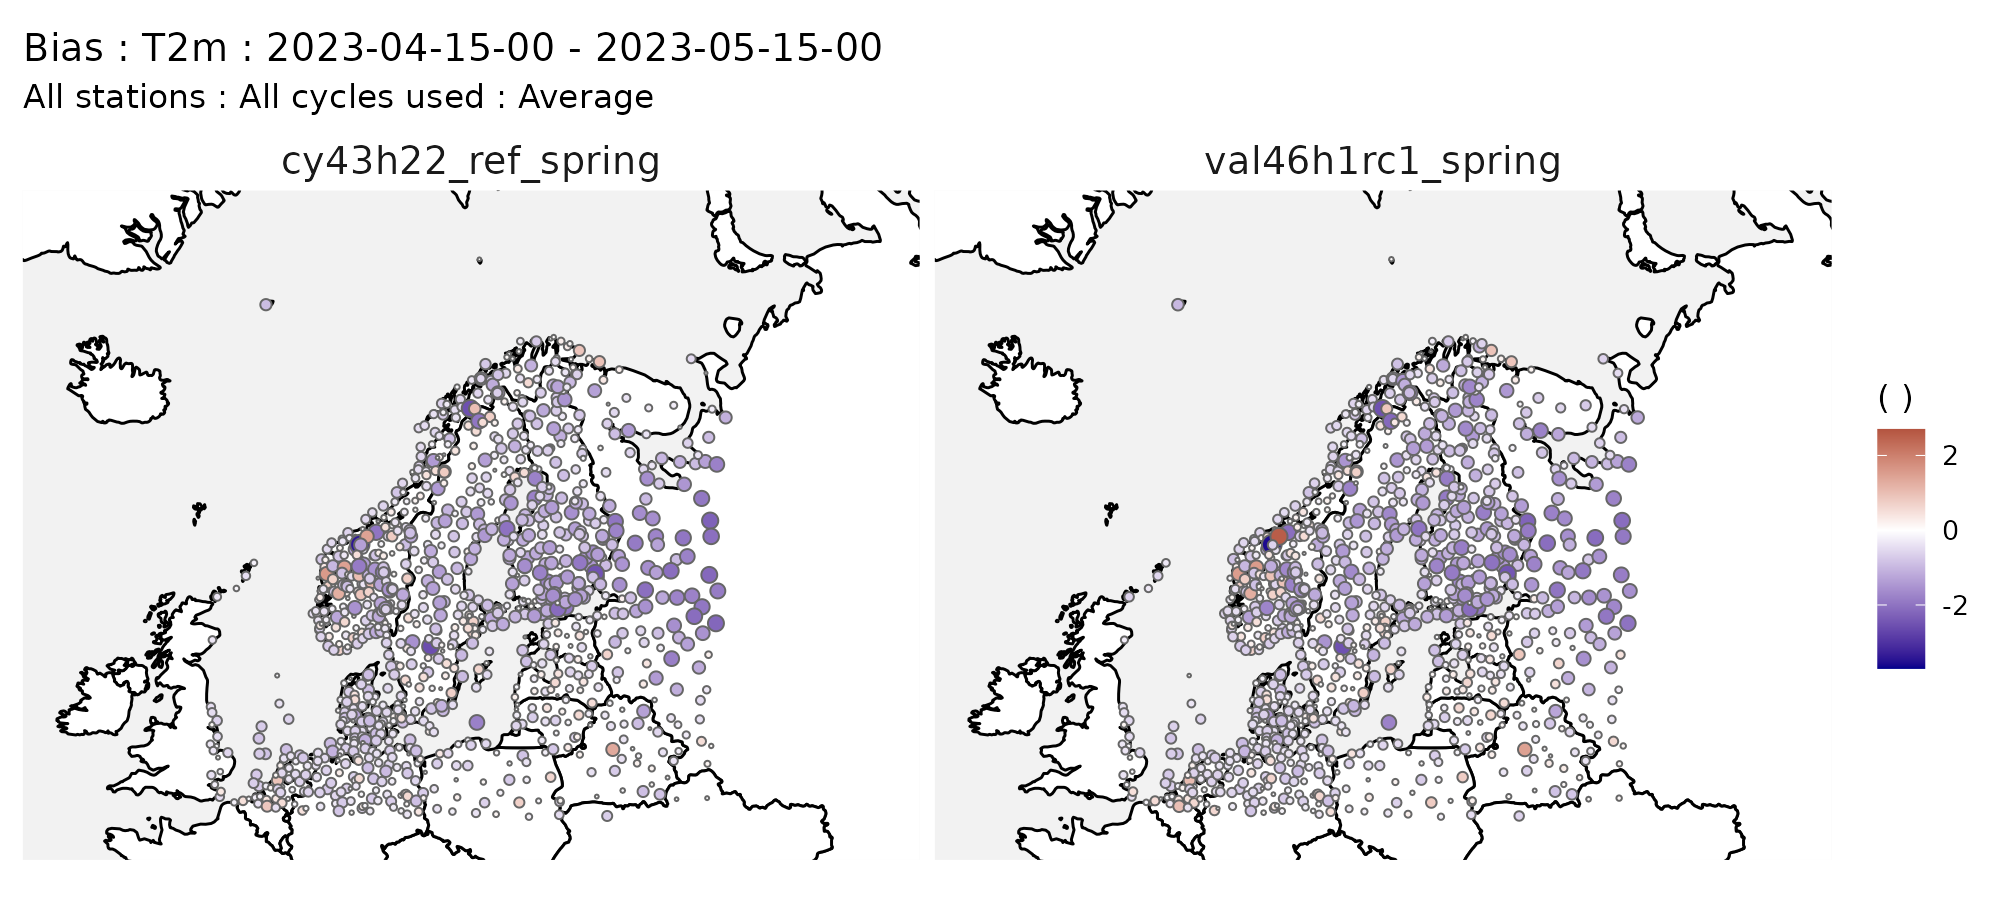 Bias : T2m : 2023-04-15-00 - 2023-05-15-00
All stations : All cycles used : Average
cy43h22_ref_spring
val46h1rc1_spring
( )
2
0
-2